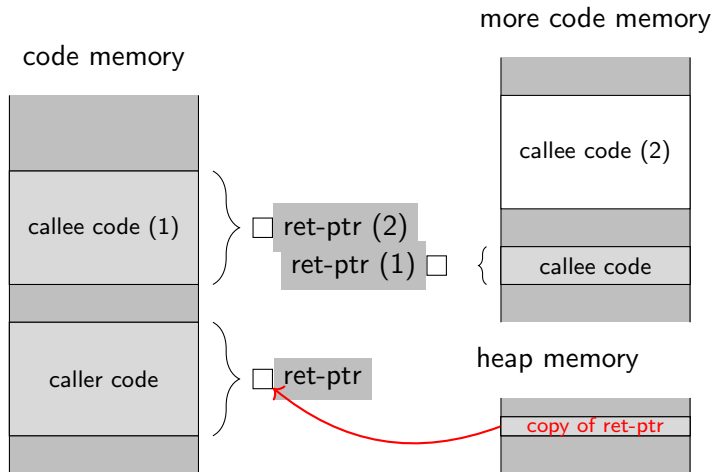 more code memory
code memory
callee code (2)
callee code (1)
ret-ptr (2)
ret-ptr (1)
callee code
caller code
ret-ptr
heap memory
copy of ret-ptr